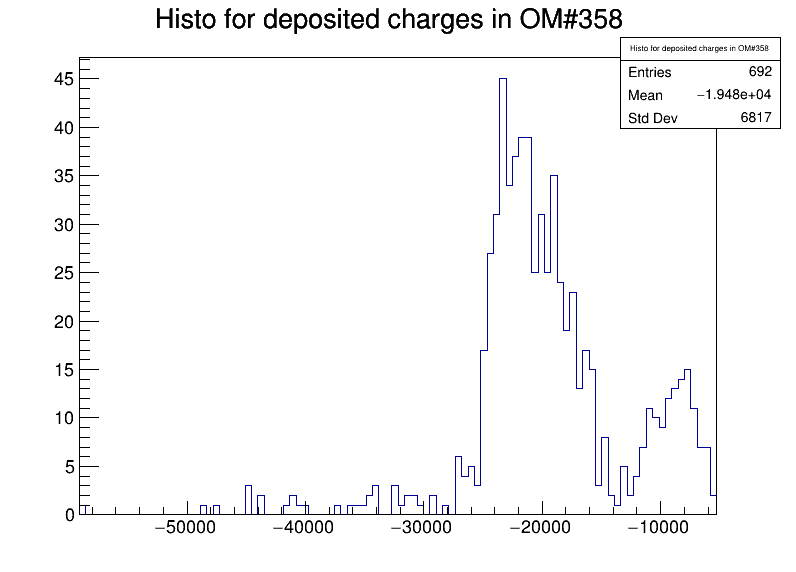 Histo for deposited charges in OM#358
Histo for deposited charges in OM#358
Entries 692
Mean −1.948e+04
Std Dev 6817
45
40
35
30
25
20
15
10
5
0
−50000 −40000 −30000 −20000 −10000